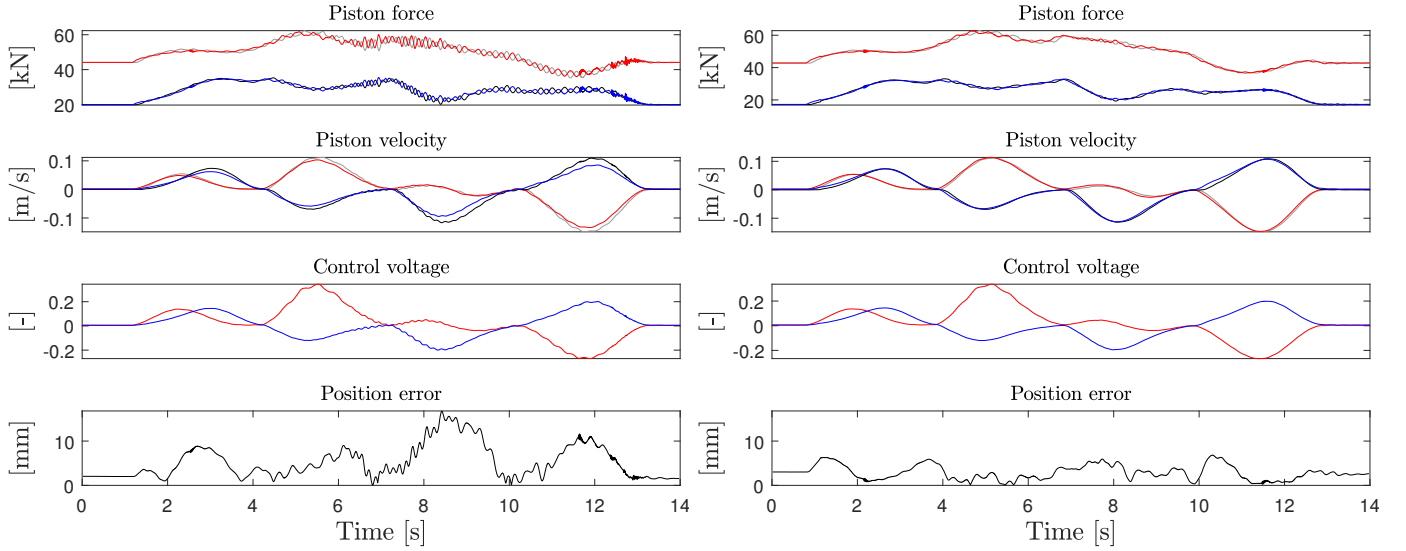 Piston force
[kN]
60
40
20
Piston velocity
[m/s]
0.1
0
-0.1
Control voltage
[-]
0.2
0
-0.2
Position error
[mm]
10
0
0 2 4 6 8 10 12 14
Time [s]
Piston force
[kN]
60
40
20
Piston velocity
[m/s]
0.1
0
-0.1
Control voltage
[-]
0.2
0
-0.2
Position error
[mm]
10
0
0 2 4 6 8 10 12 14
Time [s]